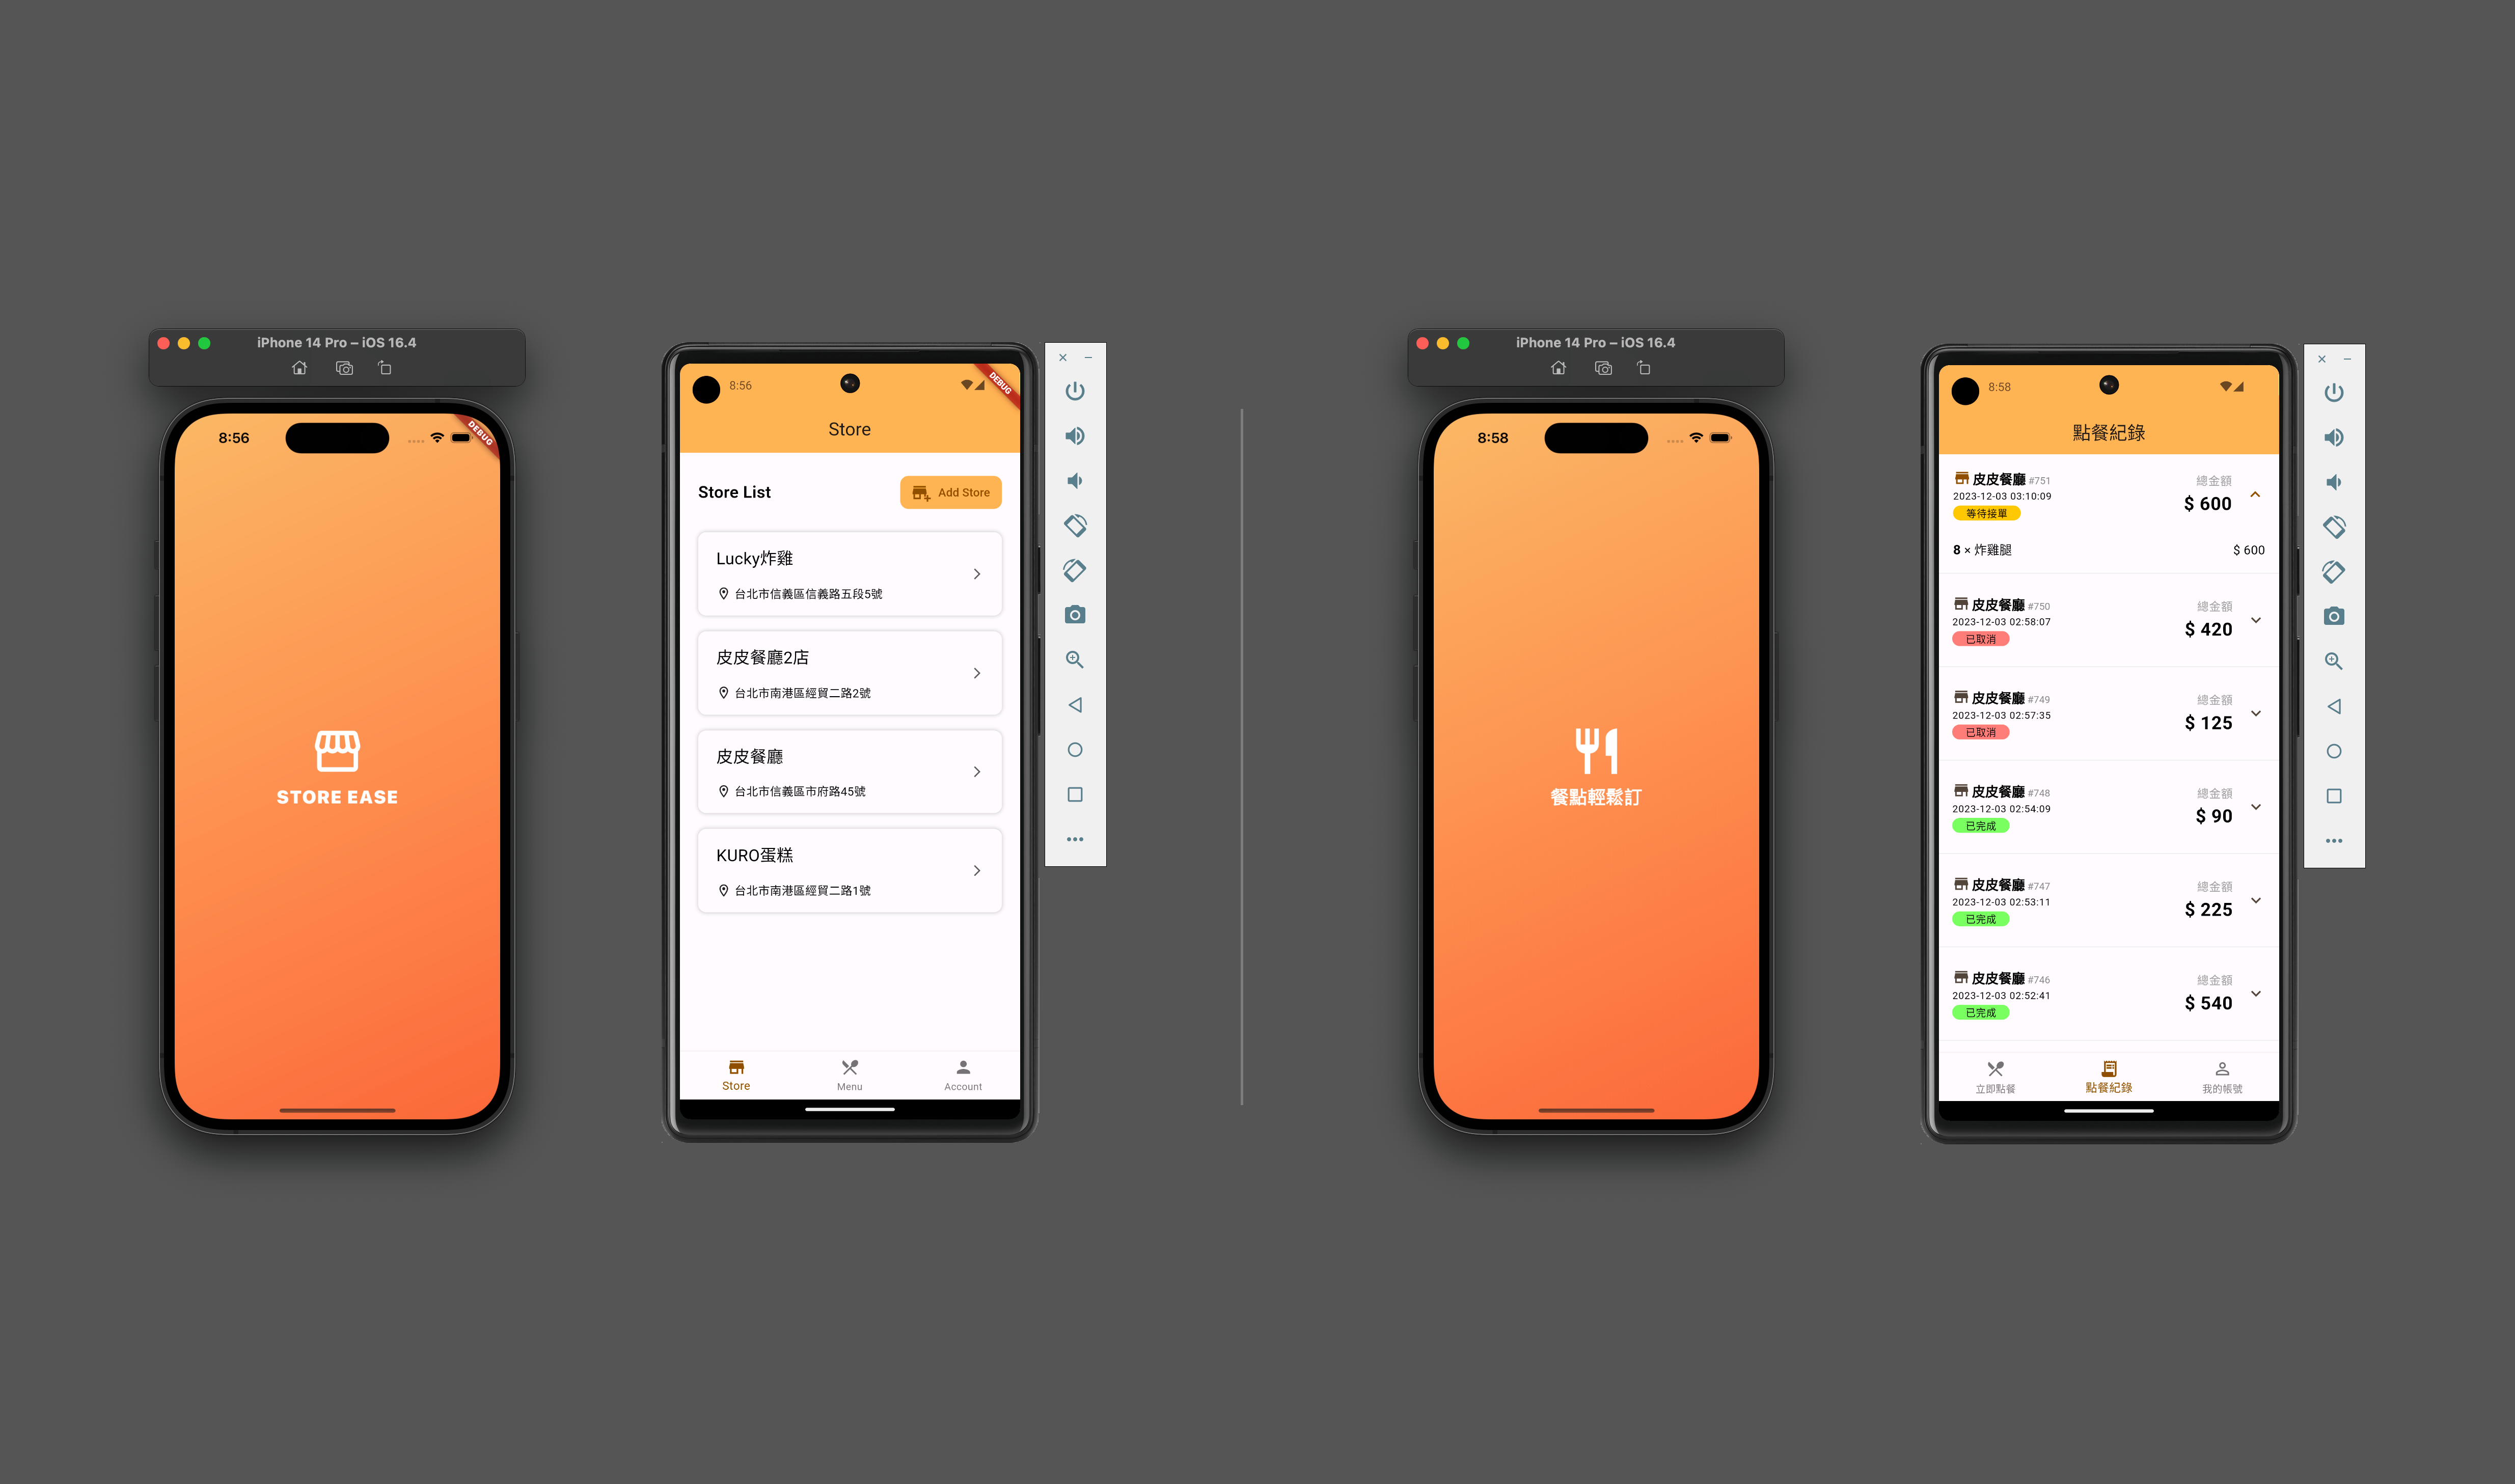 iPhone 14 Pro – iOS 16.4
8:56
DEBUG
STORE EASE
8:56
DEBUG
Store
Store List
Add Store
Lucky炸雞
台北市信義區信義路五段5號
皮皮餐廳2店
台北市南港區經貿二路2號
皮皮餐廳
台北市信義區市府路45號
KURO蛋糕
台北市南港區經貿二路1號
Store
Menu
Account
iPhone 14 Pro – iOS 16.4
8:58
餐點輕鬆訂
8:58
點餐紀錄
皮皮餐廳 #751
總金額
2023-12-03 03:10:09
$ 600
等待接單
8 × 炸雞腿
$ 600
皮皮餐廳 #750
總金額
2023-12-03 02:58:07
$ 420
已取消
皮皮餐廳 #749
總金額
2023-12-03 02:57:35
$ 125
已取消
皮皮餐廳 #748
總金額
2023-12-03 02:54:09
$ 90
已完成
皮皮餐廳 #747
總金額
2023-12-03 02:53:11
$ 225
已完成
皮皮餐廳 #746
總金額
2023-12-03 02:52:41
$ 540
已完成
立即點餐
點餐紀錄
我的帳號